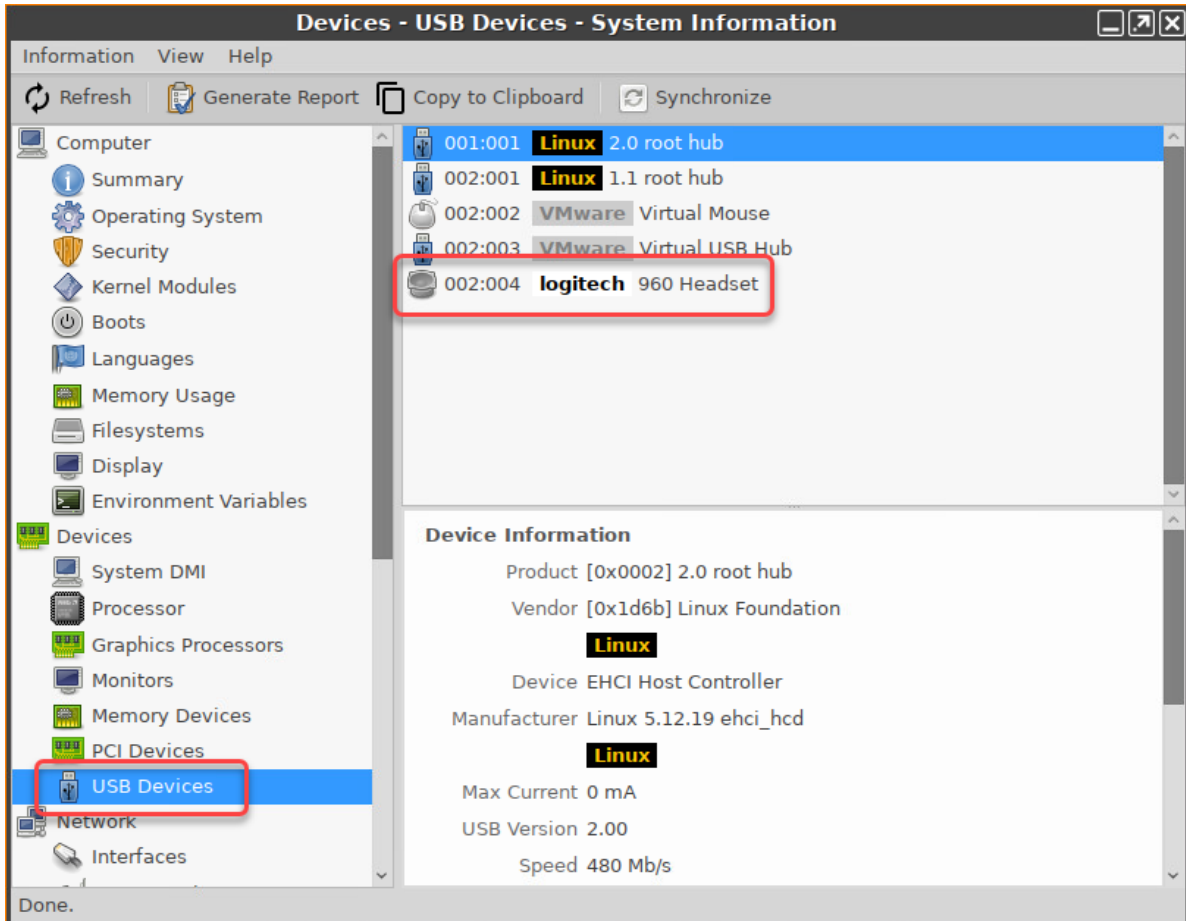 Devices - USB Devices - System Information
Information View Help
Refresh Generate Report Copy to Clipboard Synchronize
Computer
Summary
Operating System
Security
Kernel Modules
Boots
Languages
Memory Usage
Filesystems
Display
Environment Variables
Devices
System DMI
Processor
Graphics Processors
Monitors
Memory Devices
PCI Devices
USB Devices
Network
Interfaces
001:001 Linux 2.0 root hub
002:001 Linux 1.1 root hub
002:002 VMware Virtual Mouse
002:003 VMware Virtual USB Hub
002:004 logitech 960 Headset
Device Information
Product [0x0002] 2.0 root hub
Vendor [0x1d6b] Linux Foundation
Linux
Device EHCI Host Controller
Manufacturer Linux 5.12.19 ehci_hcd
Linux
Max Current 0 mA
USB Version 2.00
Speed 480 Mb/s
Done.